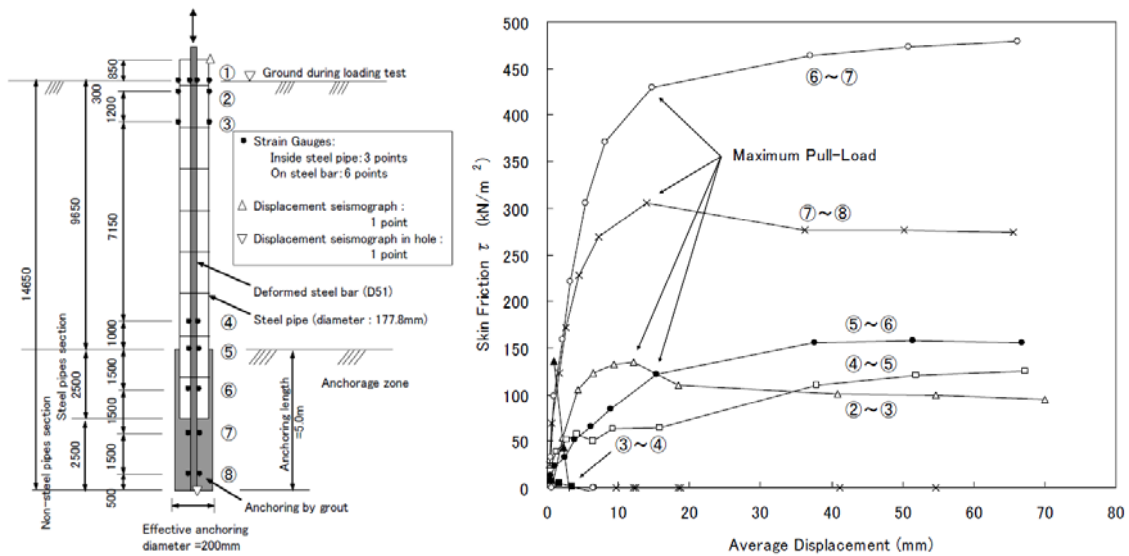 850
300
1200
9650
7150
14650
1000
1500
2500
1500
2500
1500
500
Non-steel pipes section
Steel pipes section
①
②
③
④
⑤
⑥
⑦
⑧
Ground during loading test
● Strain Gauges:
Inside steel pipe: 3 points
On steel bar: 6 points
△ Displacement seismograph :
1 point
▽ Displacement seismograph in hole :
1 point
Deformed steel bar (D51)
Steel pipe (diameter : 177.8mm)
Anchorage zone
Anchoring length
=5.0m
Anchoring by grout
Effective anchoring
diameter =200mm
Skin Friction τ (kN/m²)
500
450
400
350
300
250
200
150
100
50
0
⑥～⑦
Maximum Pull-Load
⑦～⑧
⑤～⑥
④～⑤
②～③
③～④
0 10 20 30 40 50 60 70 80
Average Displacement (mm)